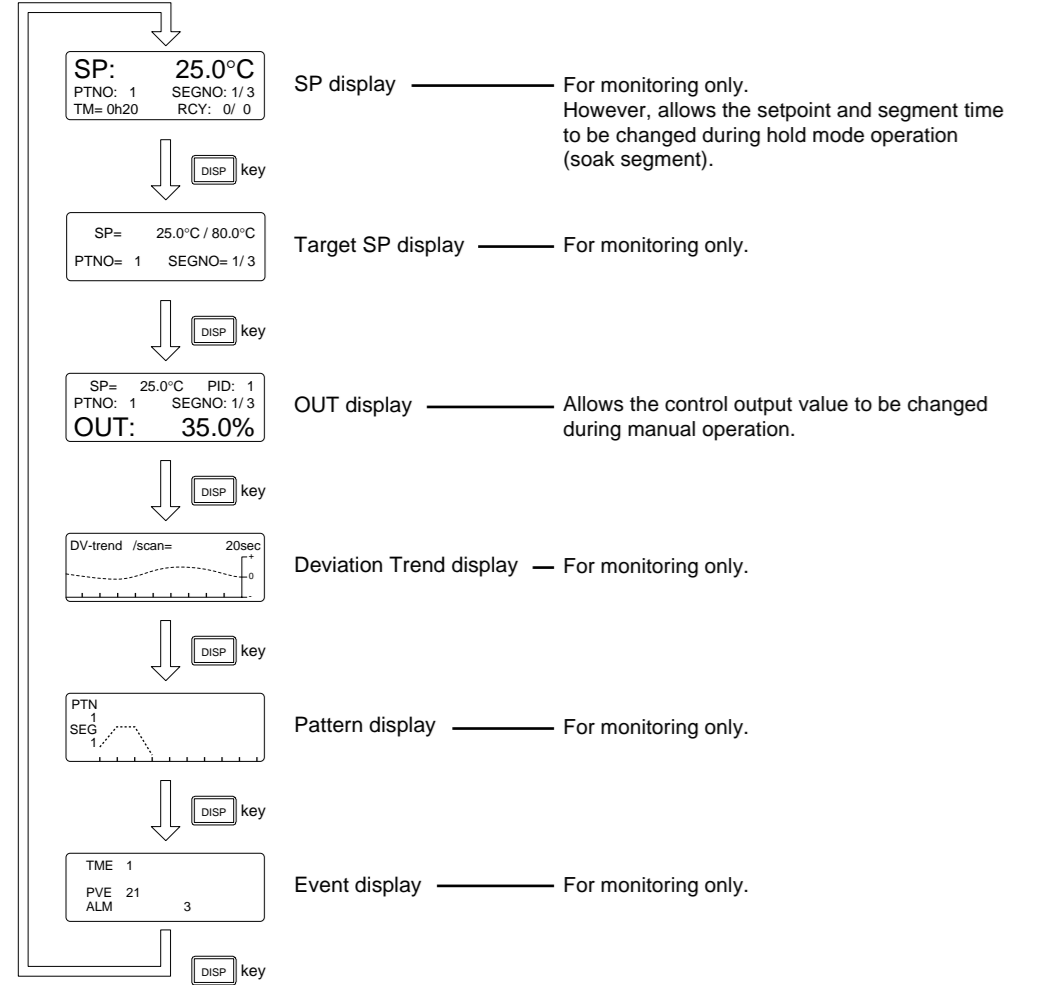 SP: 25.0°C
PTNO: 1 SEGNO: 1/ 3
TM= 0h20 RCY: 0/ 0
SP display
For monitoring only.
However, allows the setpoint and segment time
to be changed during hold mode operation
(soak segment).
DISP key
SP= 25.0°C / 80.0°C
PTNO= 1 SEGNO= 1/ 3
Target SP display
For monitoring only.
DISP key
SP= 25.0°C PID: 1
PTNO: 1 SEGNO: 1/ 3
OUT: 35.0%
OUT display
Allows the control output value to be changed
during manual operation.
DISP key
DV-trend /scan= 20sec
+
0
-
Deviation Trend display
For monitoring only.
DISP key
PTN
1
SEG
1
Pattern display
For monitoring only.
DISP key
TME 1
PVE 21
ALM 3
Event display
For monitoring only.
DISP key